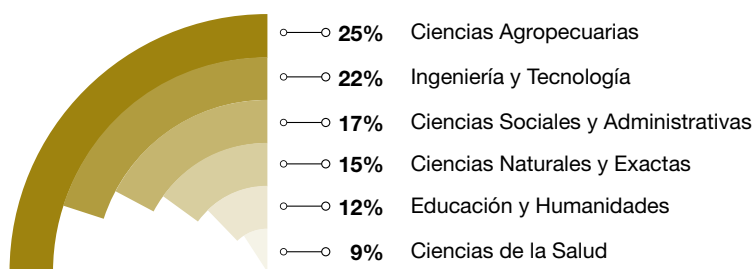 25% Ciencias Agropecuarias
22% Ingeniería y Tecnología
17% Ciencias Sociales y Administrativas
15% Ciencias Naturales y Exactas
12% Educación y Humanidades
9% Ciencias de la Salud